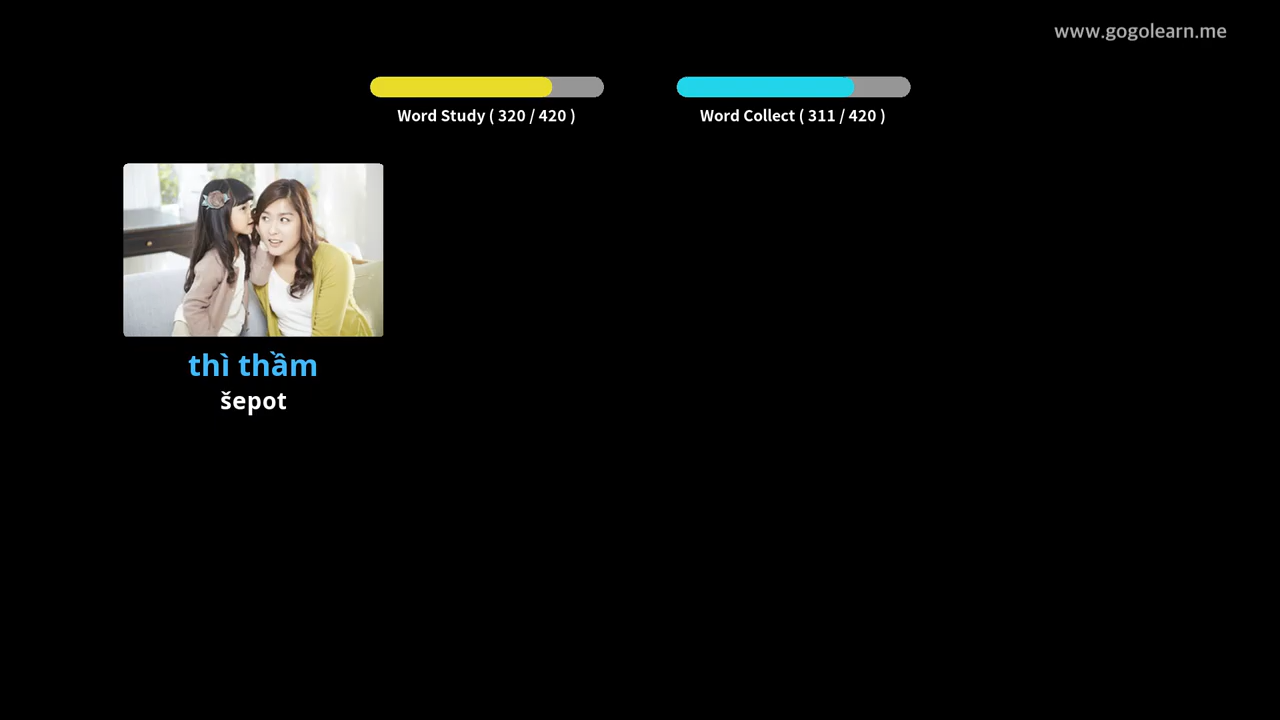 www.gogolearn.me
Word Study ( 320 / 420 )
Word Collect ( 311 / 420 )
thì thầm
šepot